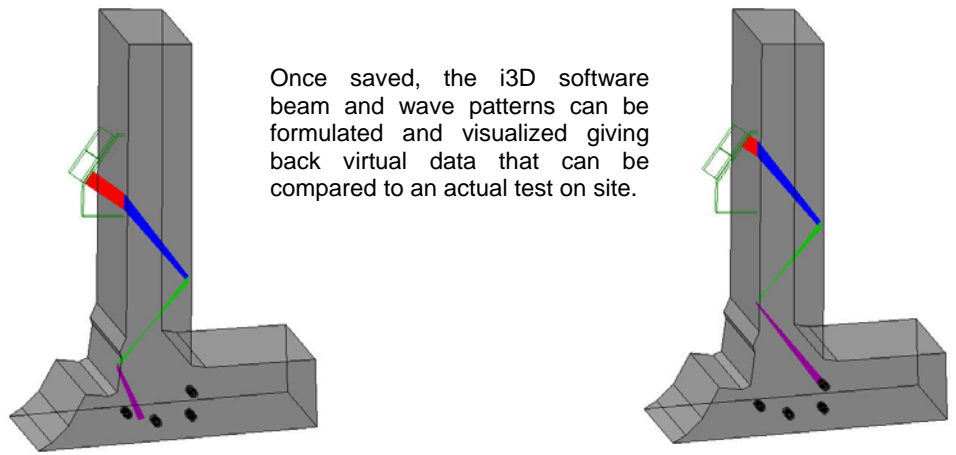 Once saved, the i3D software
beam and wave patterns can be
formulated and visualized giving
back virtual data that can be
compared to an actual test on site.